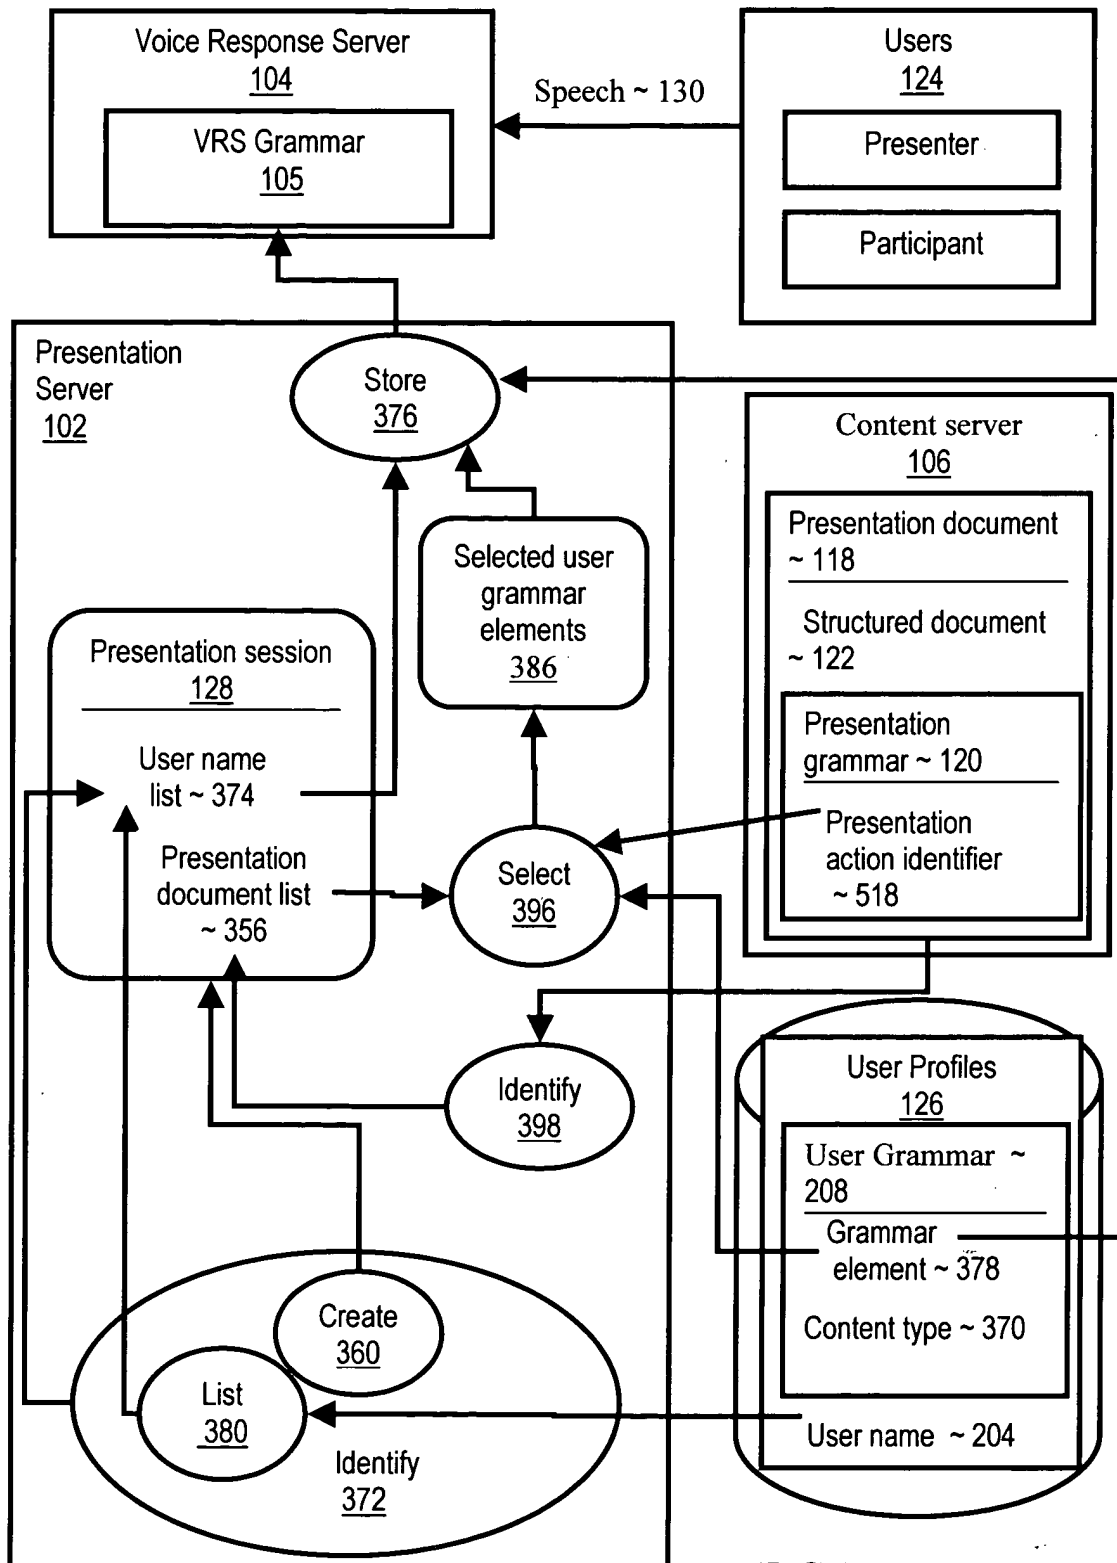 Voice Response Server
104
VRS Grammar
105
Speech ~ 130
Users
124
Presenter
Participant
Presentation
Server
102
Store
376
Content server
106
Presentation document
~ 118
Structured document
~ 122
Presentation
grammar ~ 120
Presentation
action identifier
~ 518
Selected user
grammar
elements
386
Presentation session
128
User name
list ~ 374
Presentation
document list
~ 356
Select
396
Identify
398
User Profiles
126
User Grammar ~
208
Grammar
element ~ 378
Content type ~ 370
User name ~ 204
Create
360
List
380
Identify
372